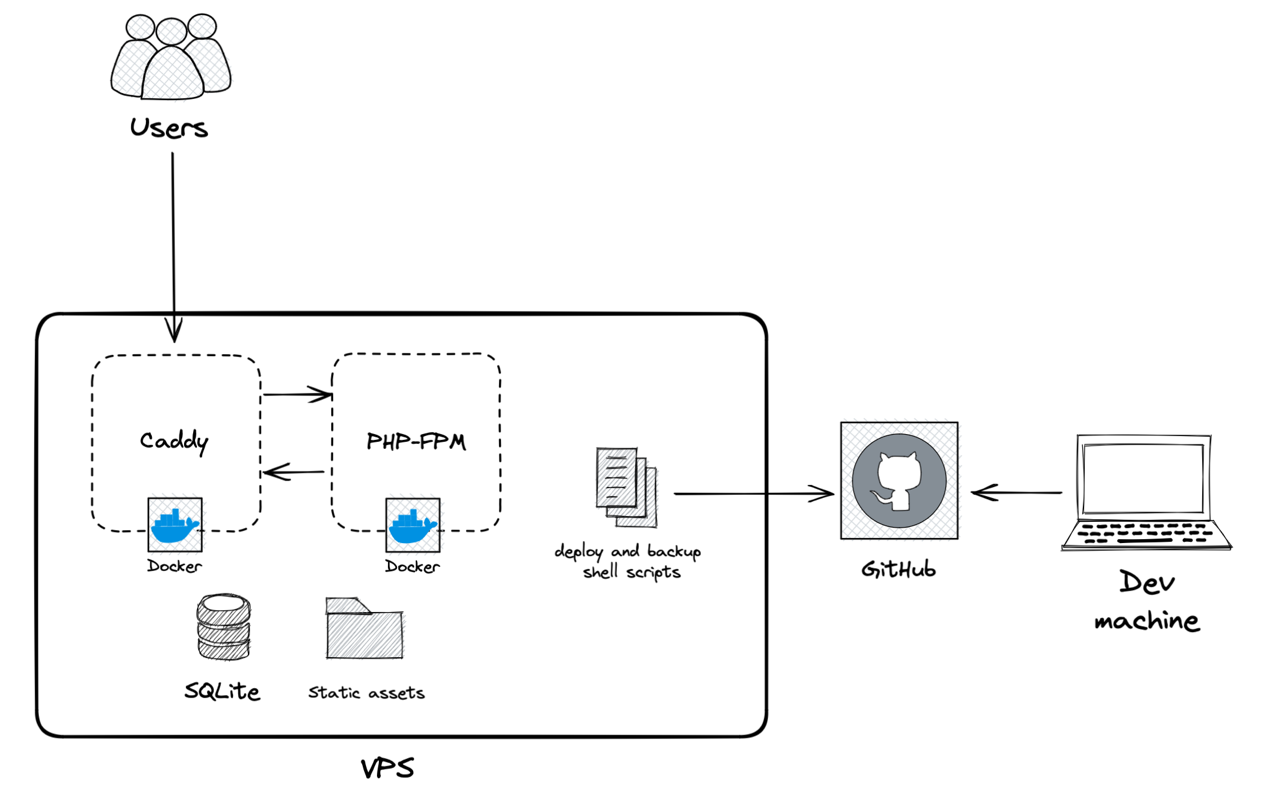 Users
Caddy
PHP-FPM
Docker
Docker
deploy and backup
shell scripts
GitHub
Dev
machine
SQLite
Static assets
VPS